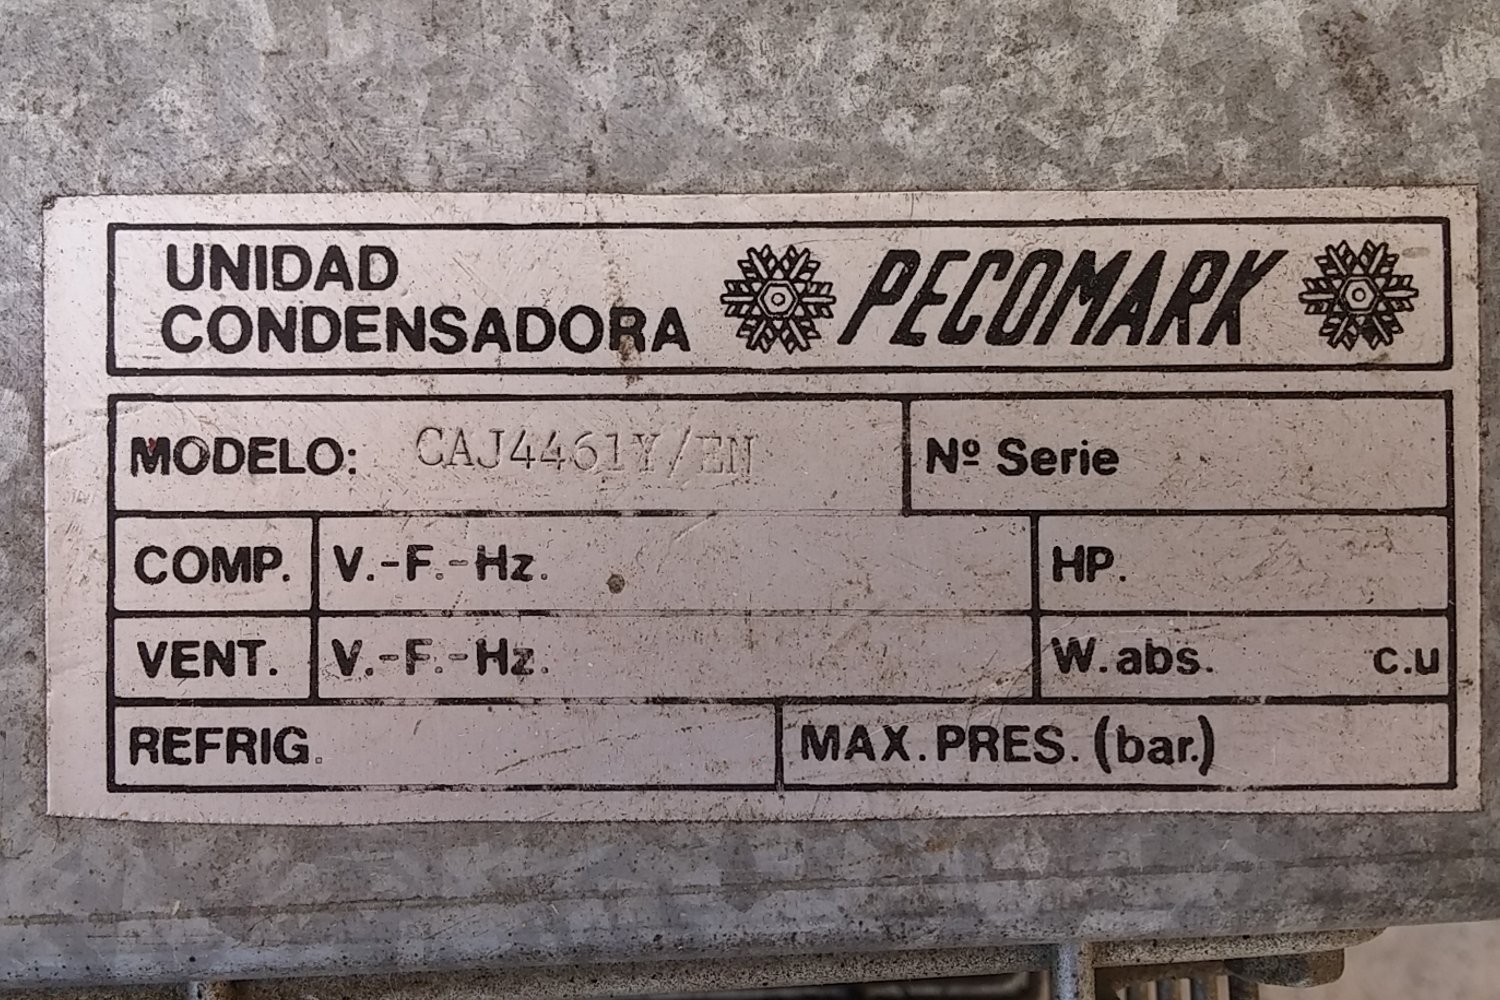 UNIDAD
CONDENSADORA PECOMARK
MODELO: CAJ4461Y/EN Nº Serie
COMP. V.-F.-Hz. HP.
VENT. V.-F.-Hz. W.abs. c.u
REFRIG. MAX.PRES.(bar.)